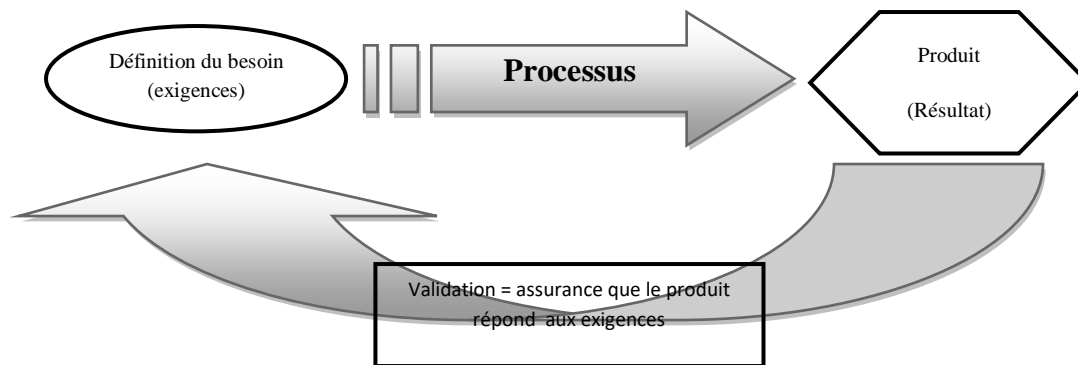 Définition du besoin
(exigences)
Processus
Produit
(Résultat)
Validation = assurance que le produit
répond aux exigences